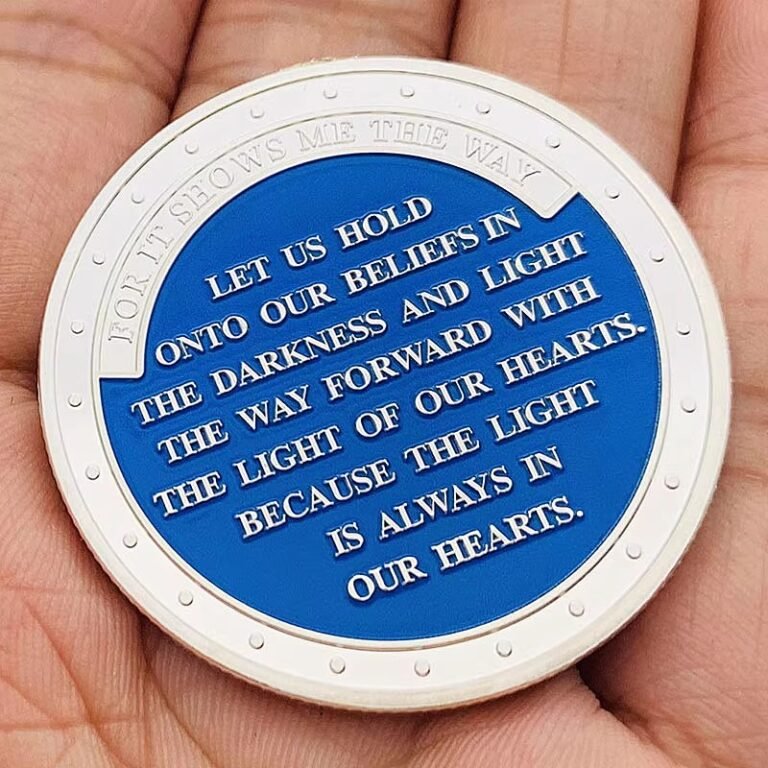 FOR IT SHOWS ME THE WAY
LET US HOLD
ONTO OUR BELIEFS IN
THE DARKNESS AND LIGHT
THE WAY FORWARD WITH
THE LIGHT OF OUR HEARTS.
BECAUSE THE LIGHT
IS ALWAYS IN
OUR HEARTS.